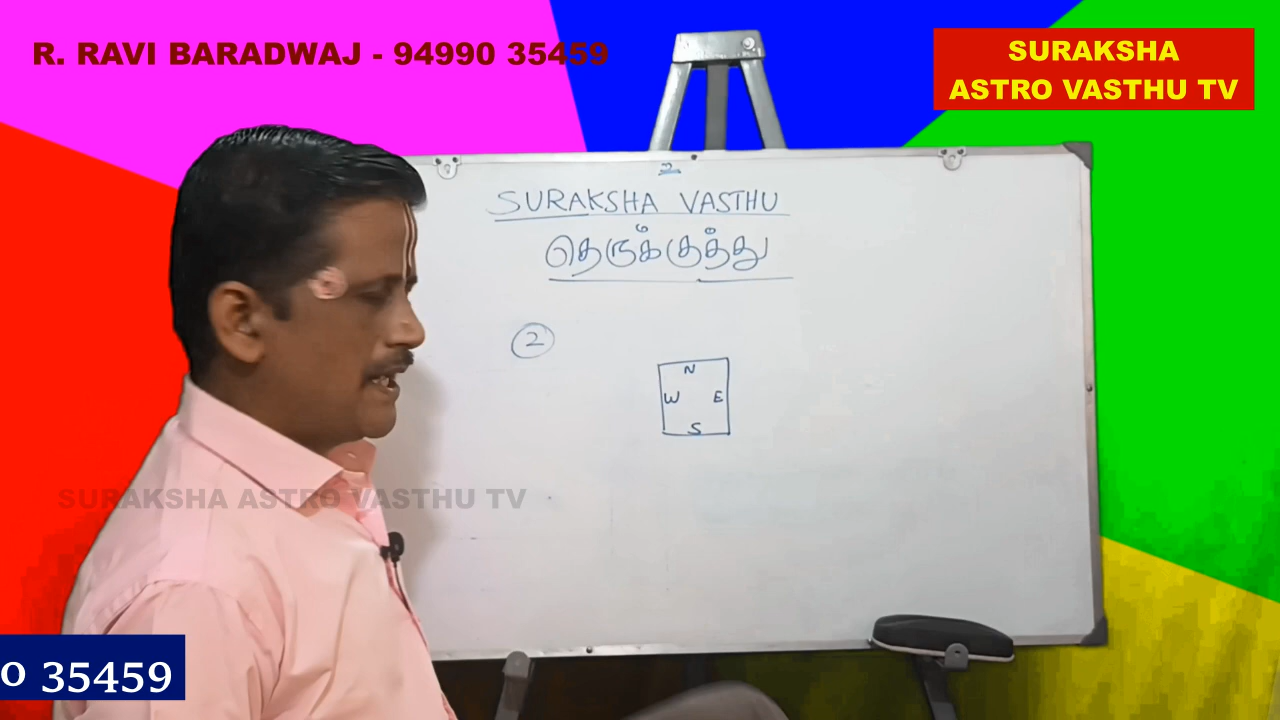 R. RAVI BARADWAJ - 94990 35459
SURAKSHA
ASTRO VASTHU TV
உ
SURAKSHA VASTHU
தெருக்குத்து
2
N
W E
S
SURAKSHA ASTRO VASTHU TV
0 35459